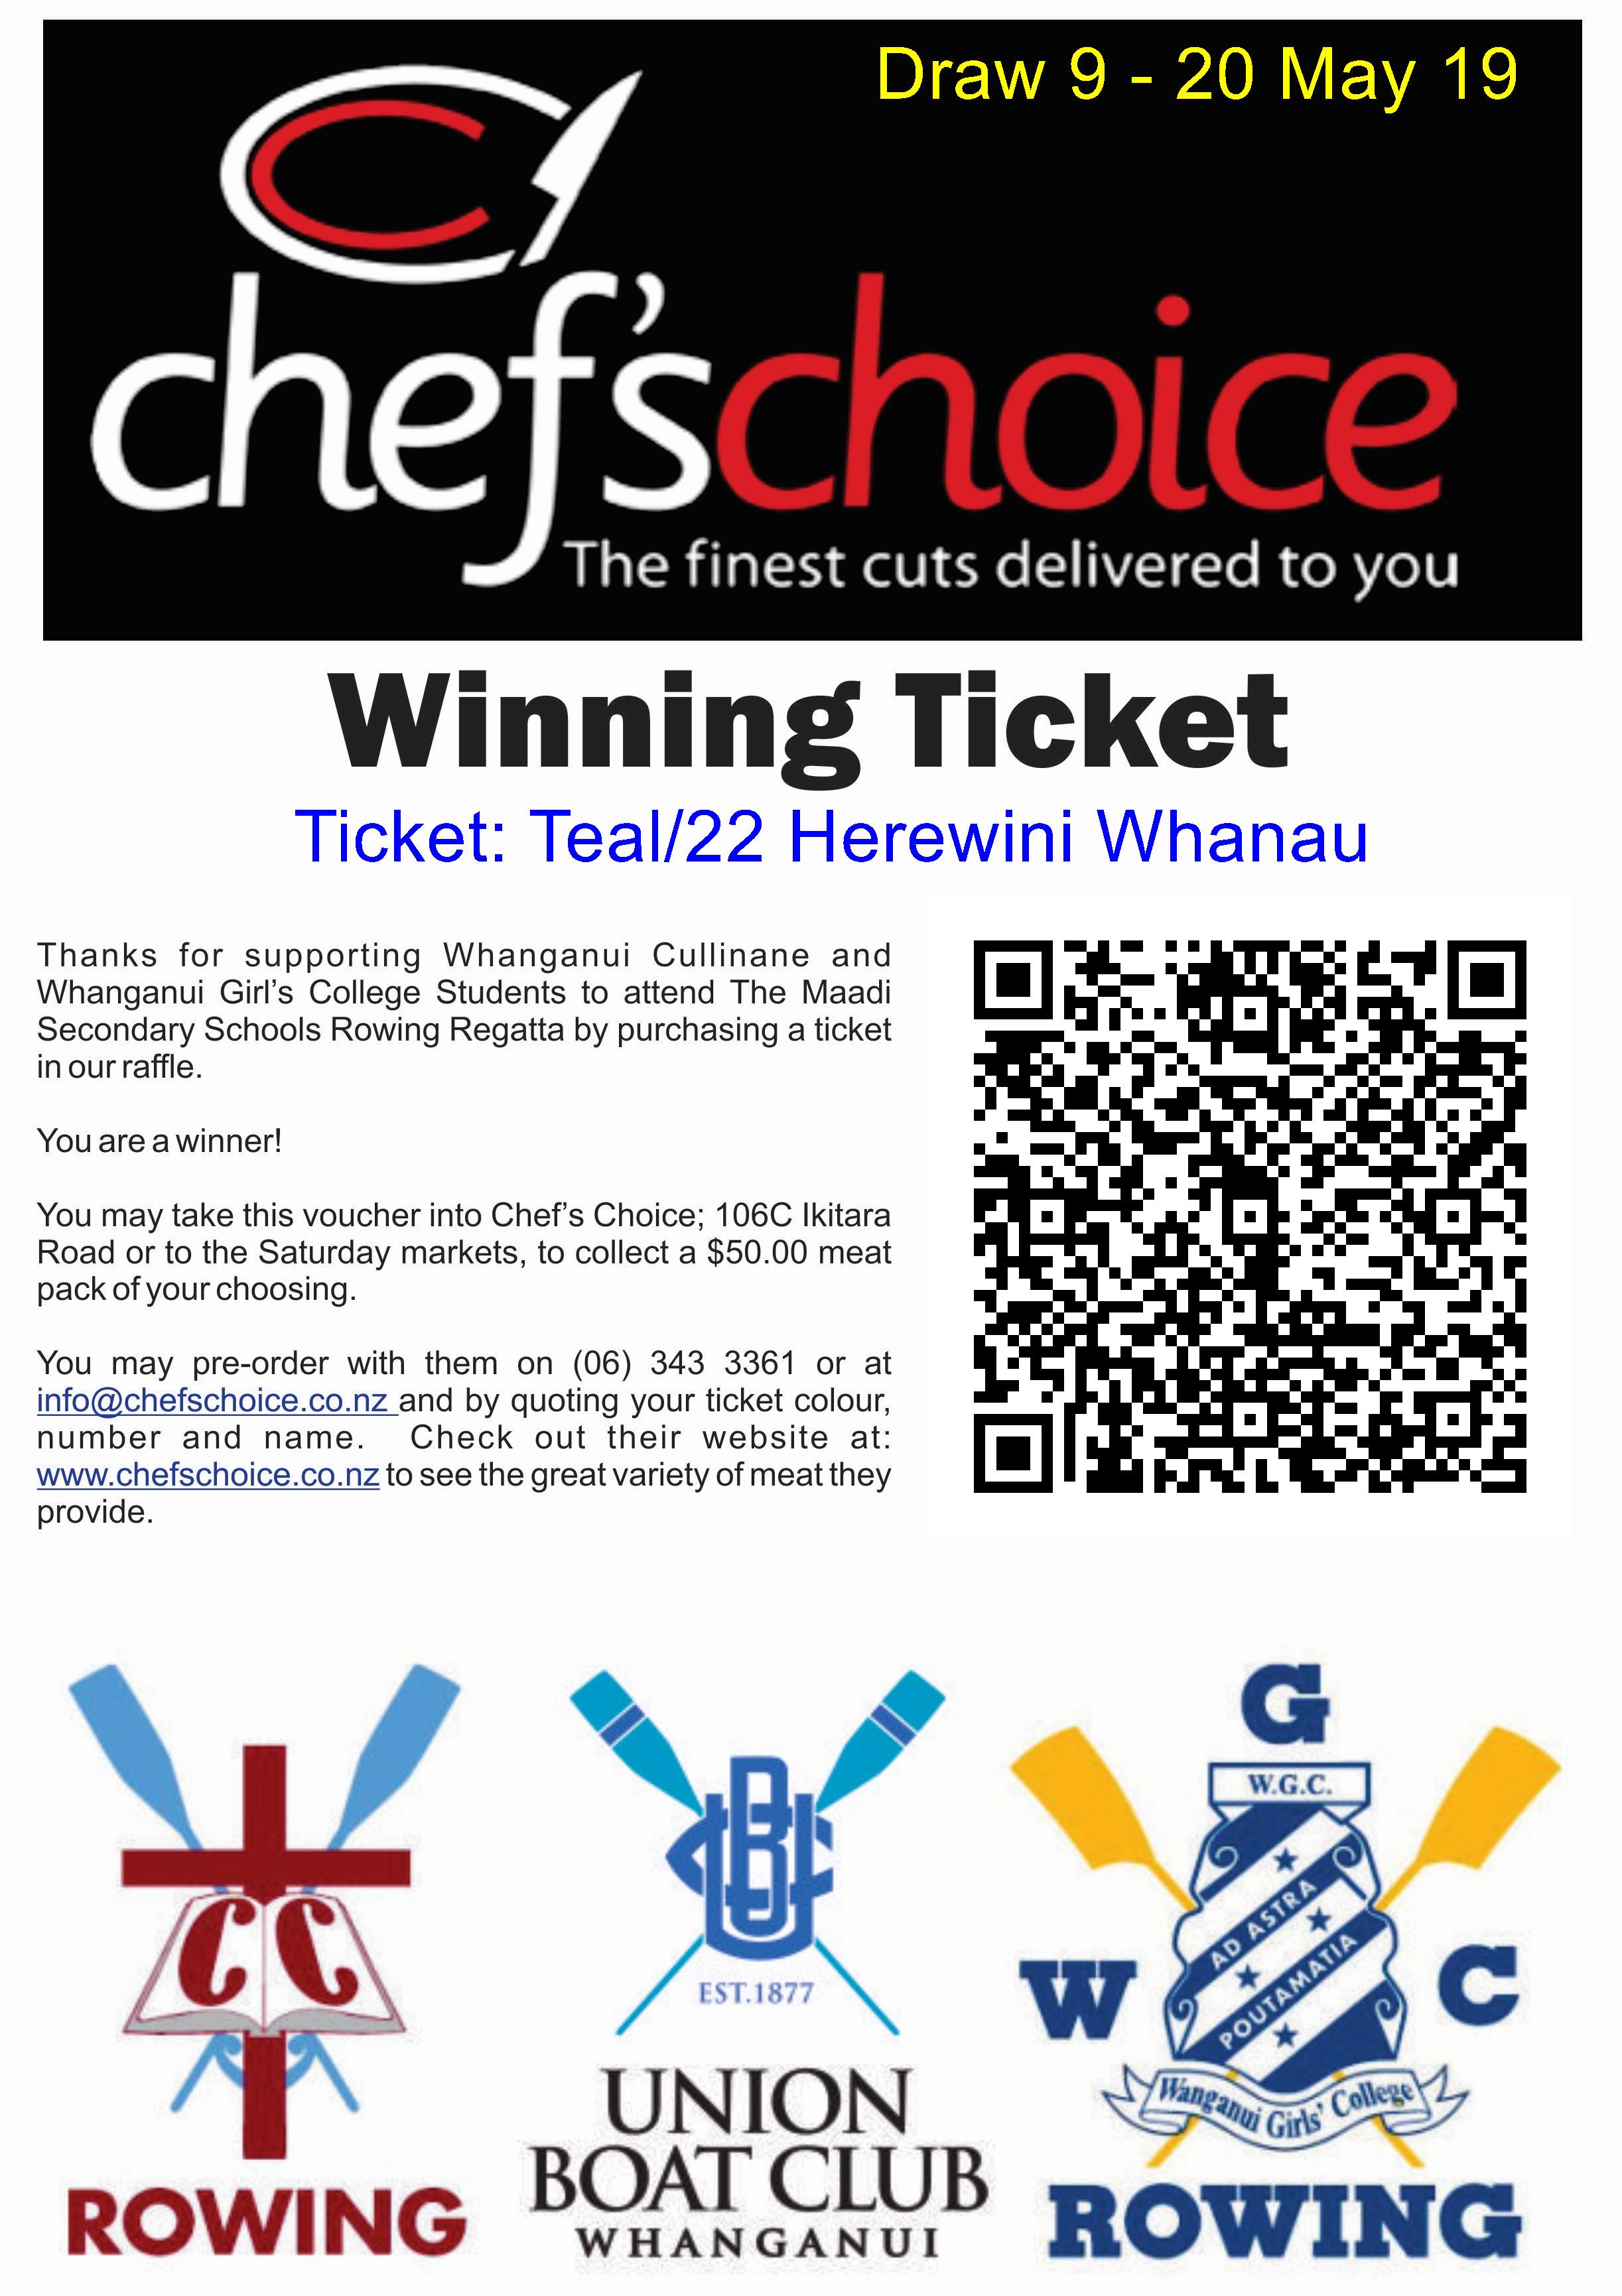 Draw 9 - 20 May 19
chef'schoice
The finest cuts delivered to you
Winning Ticket
Ticket: Teal/22 Herewini Whanau
Thanks for supporting Whanganui Cullinane and
Whanganui Girl's College Students to attend The Maadi
Secondary Schools Rowing Regatta by purchasing a ticket
in our raffle.
You are a winner!
You may take this voucher into Chef's Choice; 106C Ikitara
Road or to the Saturday markets, to collect a $50.00 meat
pack of your choosing.
You may pre-order with them on (06) 343 3361 or at
info@chefschoice.co.nz and by quoting your ticket colour,
number and name. Check out their website at:
www.chefschoice.co.nz to see the great variety of meat they
provide.
CC
ROWING
UBC
EST.1877
UNION
BOAT CLUB
WHANGANUI
G
W.G.C.
AD ASTRA
W C
POUTAMATIA
Wanganui Girls' College
ROWING